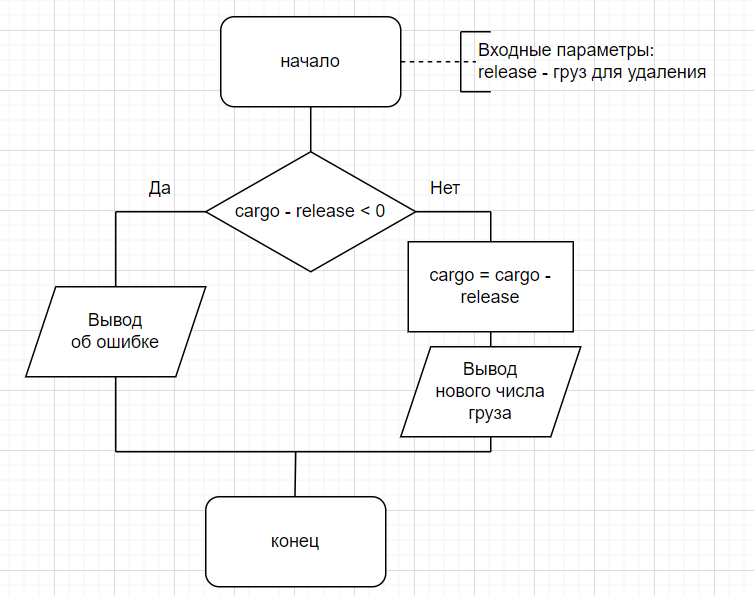 начало
Входные параметры:
release - груз для удаления
Да
Нет
cargo - release < 0
cargo = cargo -
release
Вывод
об ошибке
Вывод
нового числа
груза
конец